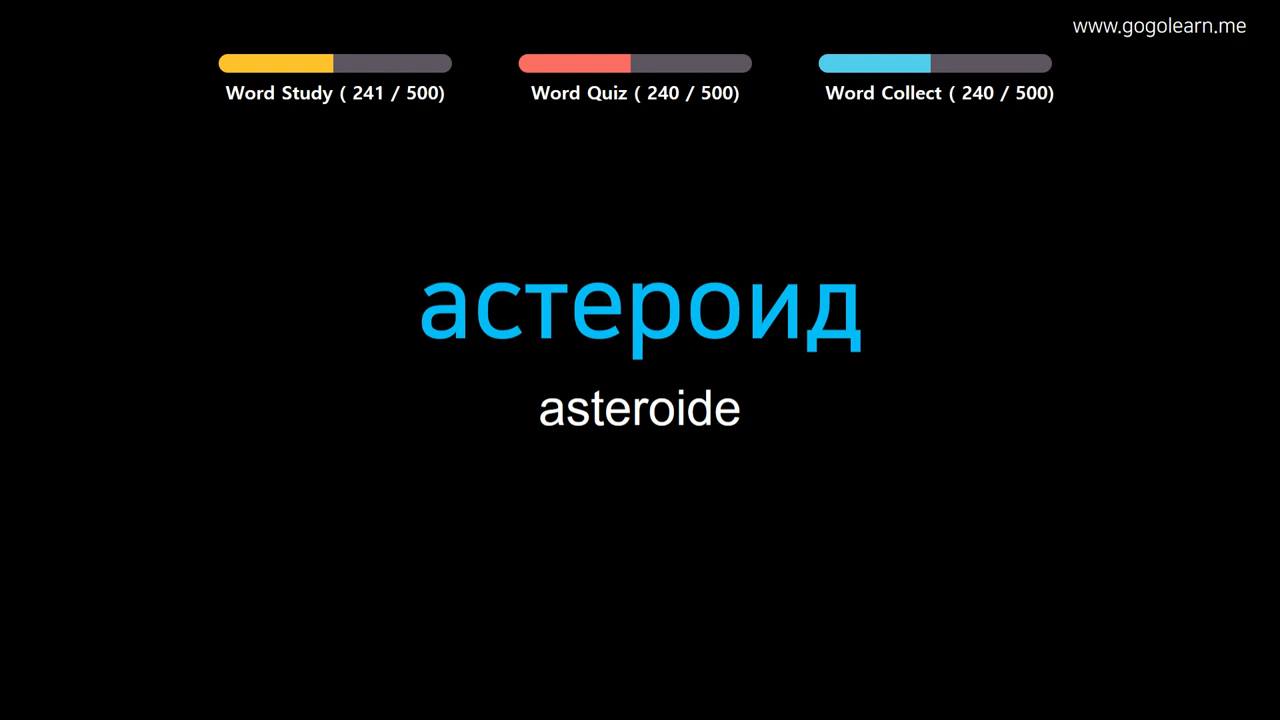 www.gogolearn.me
Word Study ( 241 / 500)
Word Quiz ( 240 / 500)
Word Collect ( 240 / 500)
астероид
asteroide